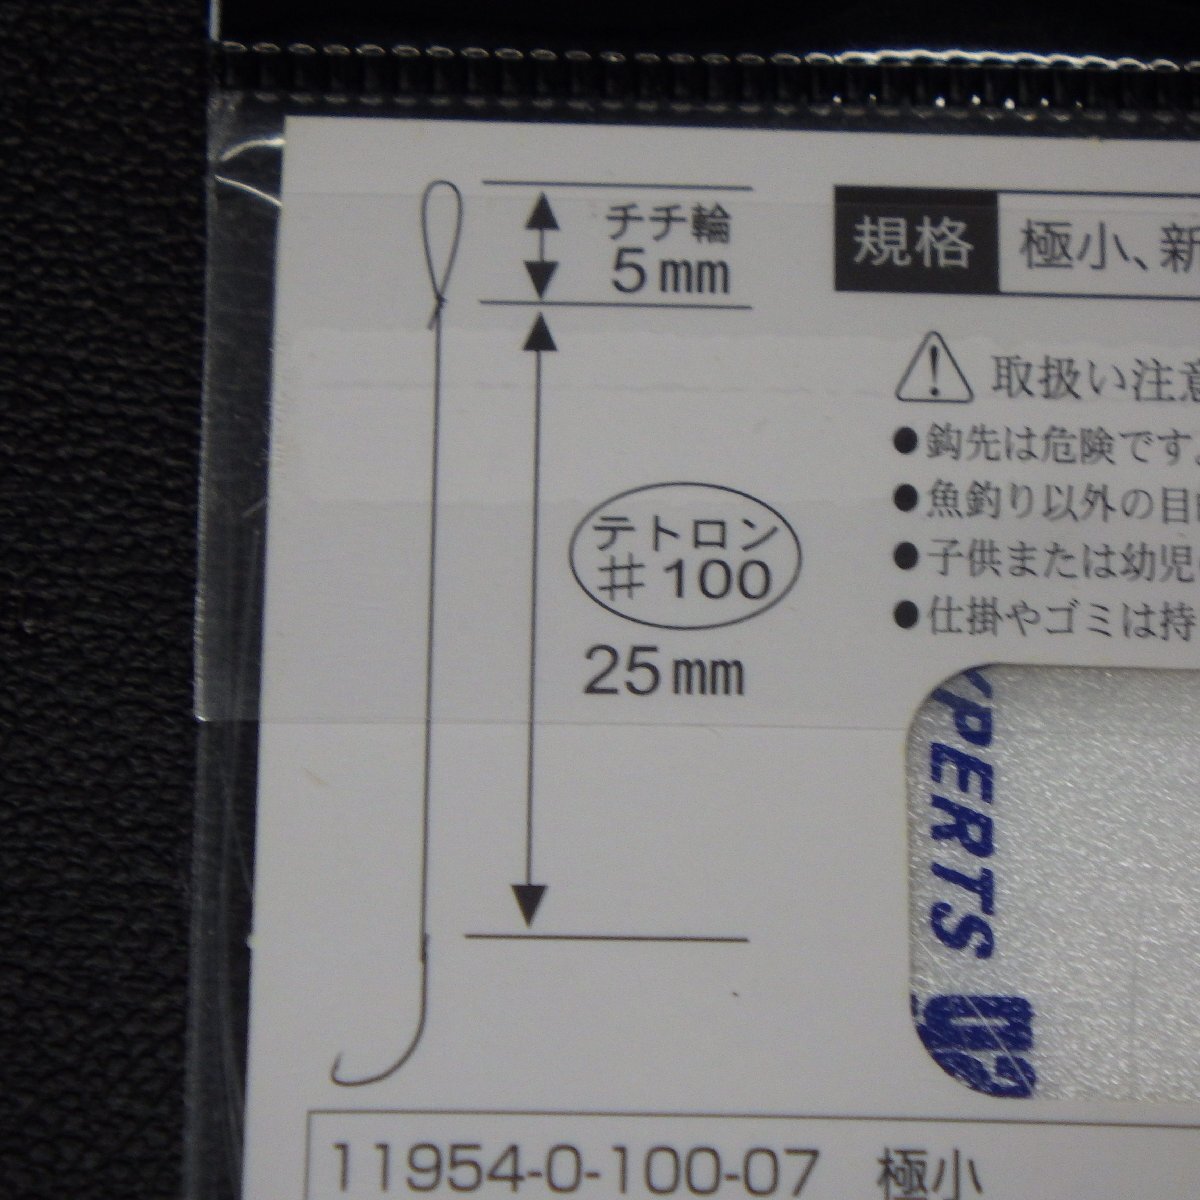 チチ輪
5mm
規格
極小、新
取扱い注意
●鈎先は危険です。
●魚釣り以外の目的
●子供または幼児
●仕掛やゴミは持
テトロン
#100
25mm
XPERTS
11954-0-100-07 極小